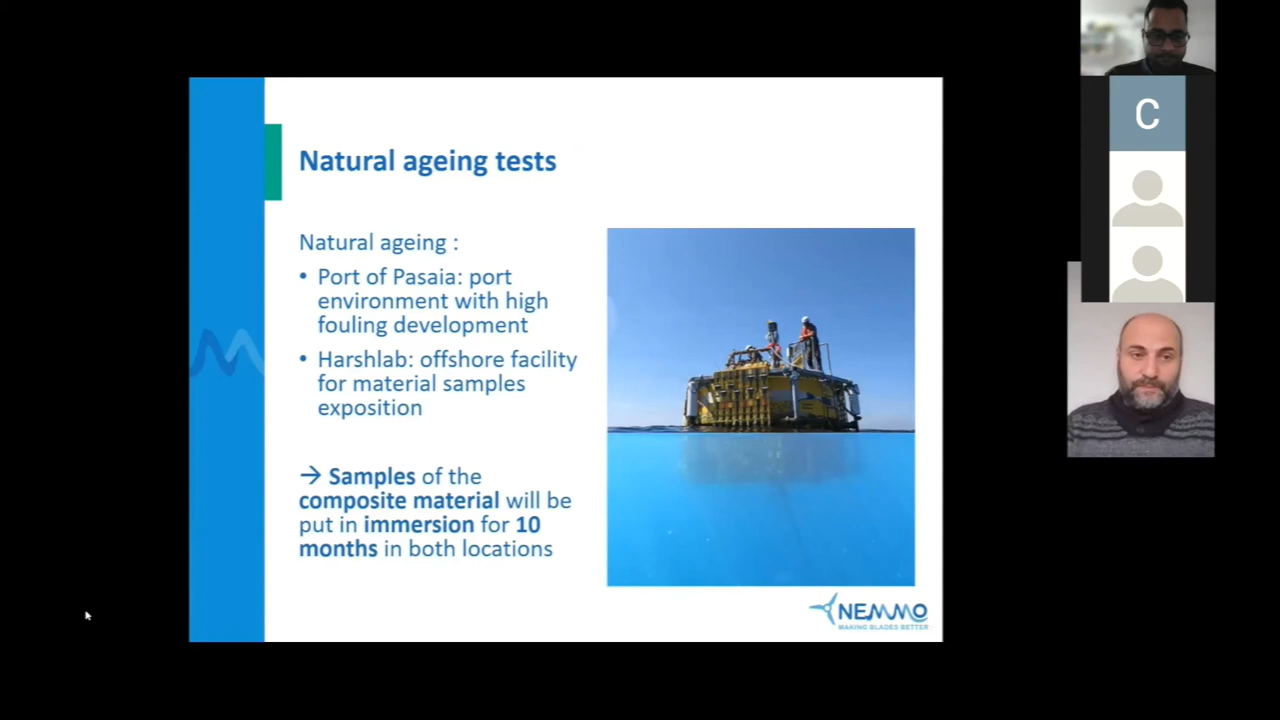 Natural ageing tests
Natural ageing :
• Port of Pasaia: port
environment with high
fouling development
• Harshlab: offshore facility
for material samples
exposition
→ Samples of the
composite material will be
put in immersion for 10
months in both locations
NEMMO
MAKING BLADES BETTER
C